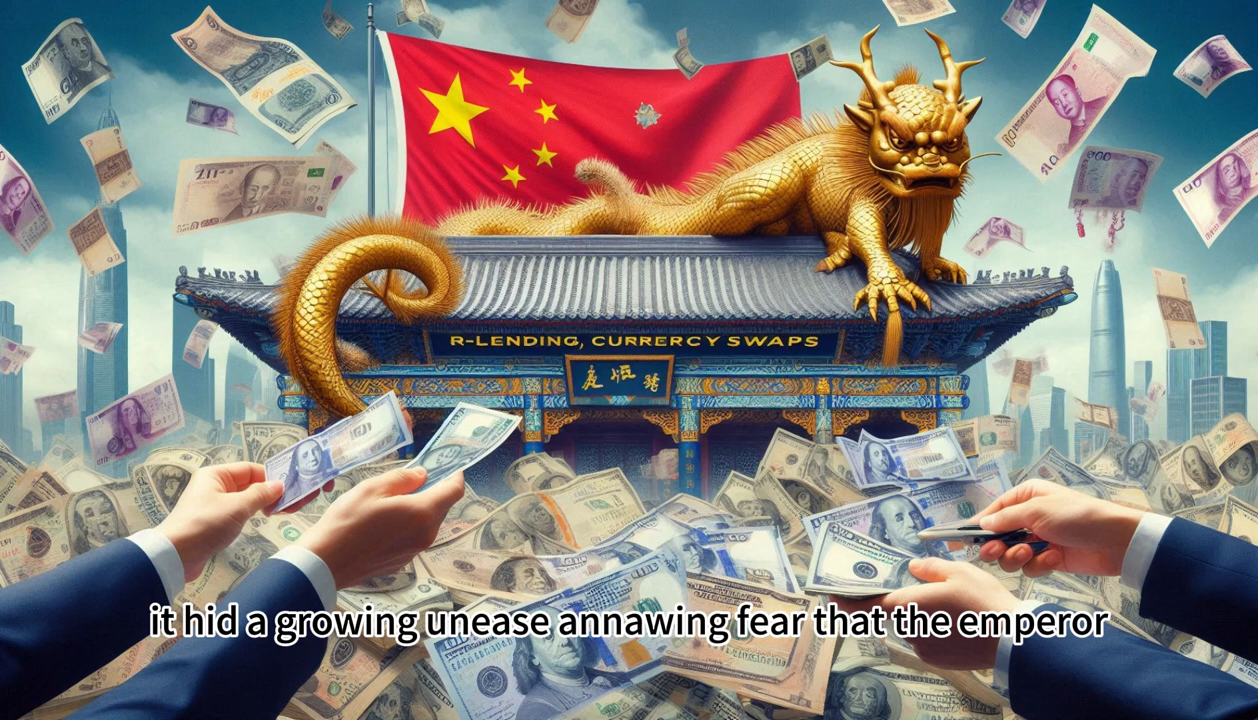 R-LENDING, CURRENCY SWAPS
it hid a growing unease annawing fear that the emperor